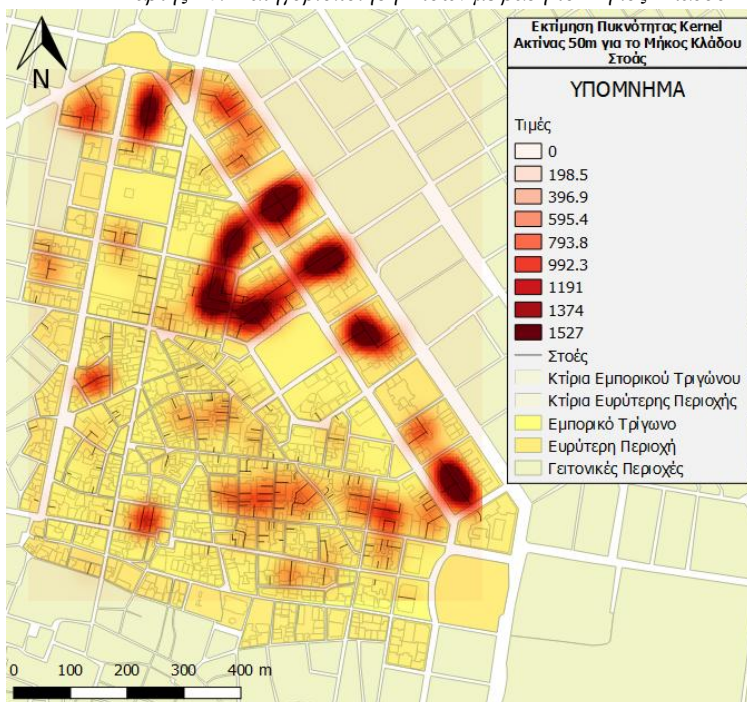 Εκτίμηση Πυκνότητας Kernel
Ακτίνας 50m για το Μήκος Κλάδου
Στοάς
N
ΥΠΟΜΝΗΜΑ
Τιμές
0
198.5
396.9
595.4
793.8
992.3
1191
1374
1527
Στοές
Κτίρια Εμπορικού Τριγώνου
Κτίρια Ευρύτερης Περιοχής
Εμπορικό Τρίγωνο
Ευρύτερη Περιοχή
Γειτονικές Περιοχές
0 100 200 300 400 m